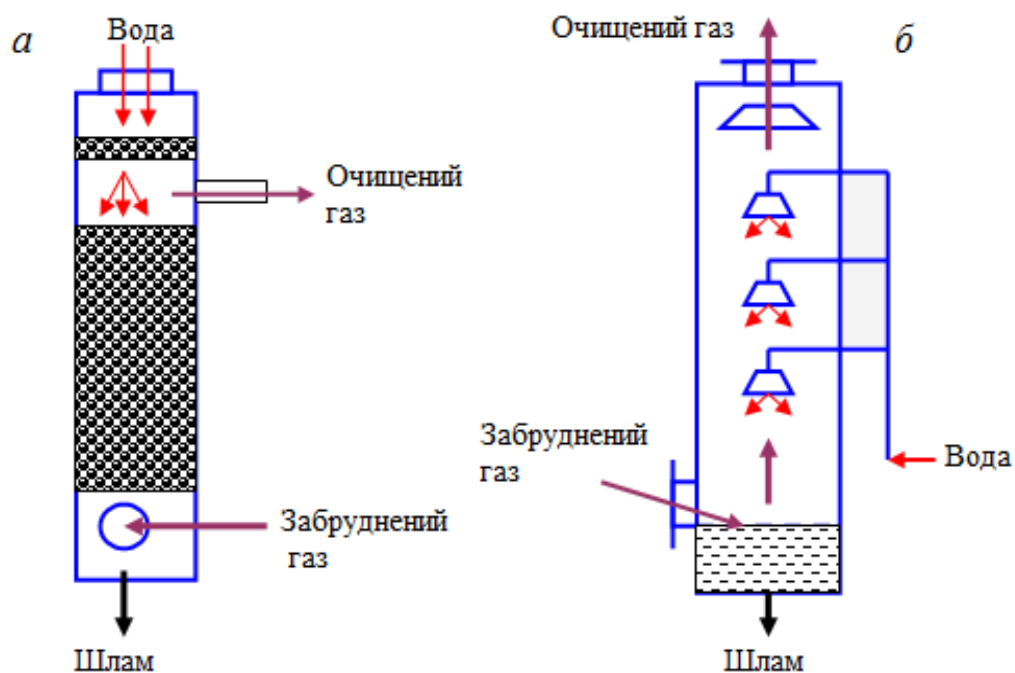 а
Вода
Очищений
газ
Забруднений
газ
Шлам
Очищений газ
б
Забруднений
газ
Вода
Шлам